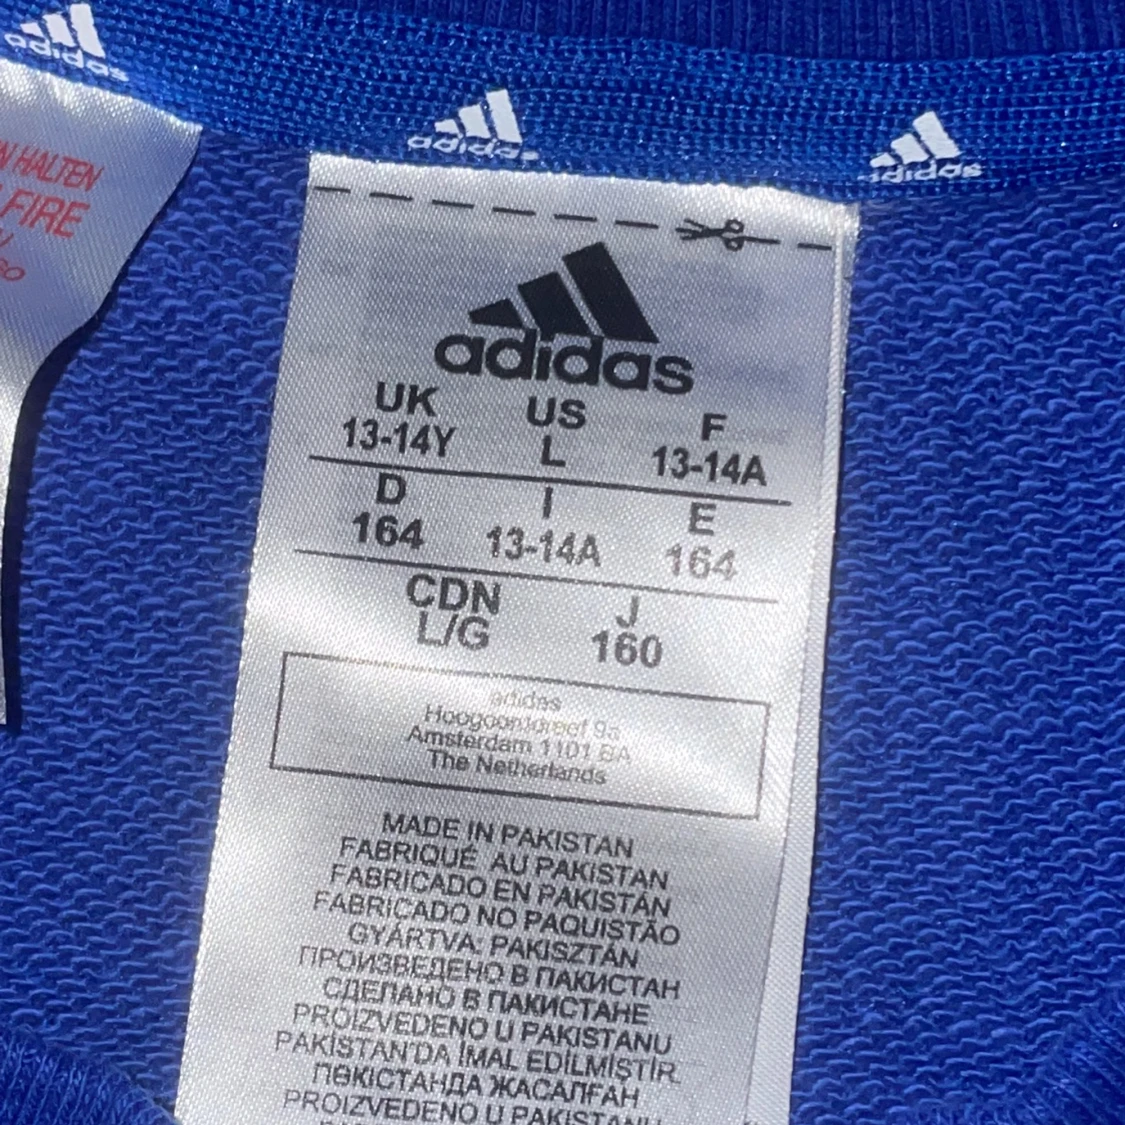 adidas
adidas
adidas
N HALTEN
FIRE
adidas
UK US F
13-14Y L 13-14A
D I E
164 13-14A 164
CDN J
L/G 160
adidas
Hoogoorddreef 9a
Amsterdam 1101 BA
The Netherlands
MADE IN PAKISTAN
FABRIQUÉ AU PAKISTAN
FABRICADO EN PAKISTÁN
FABRICADO NO PAQUISTÃO
GYÁRTVA: PAKISZTÁN
ПРОИЗВЕДЕНО В ПАКИСТАН
СДЕЛАНО В ПАКИСТАНЕ
PROIZVEDENO U PAKISTANU
PAKİSTAN'DA İMAL EDİLMİŞTİR
ПӘКІСТАНДА ЖАСАЛҒАН
PROIZVEDENO U PAKISTANU